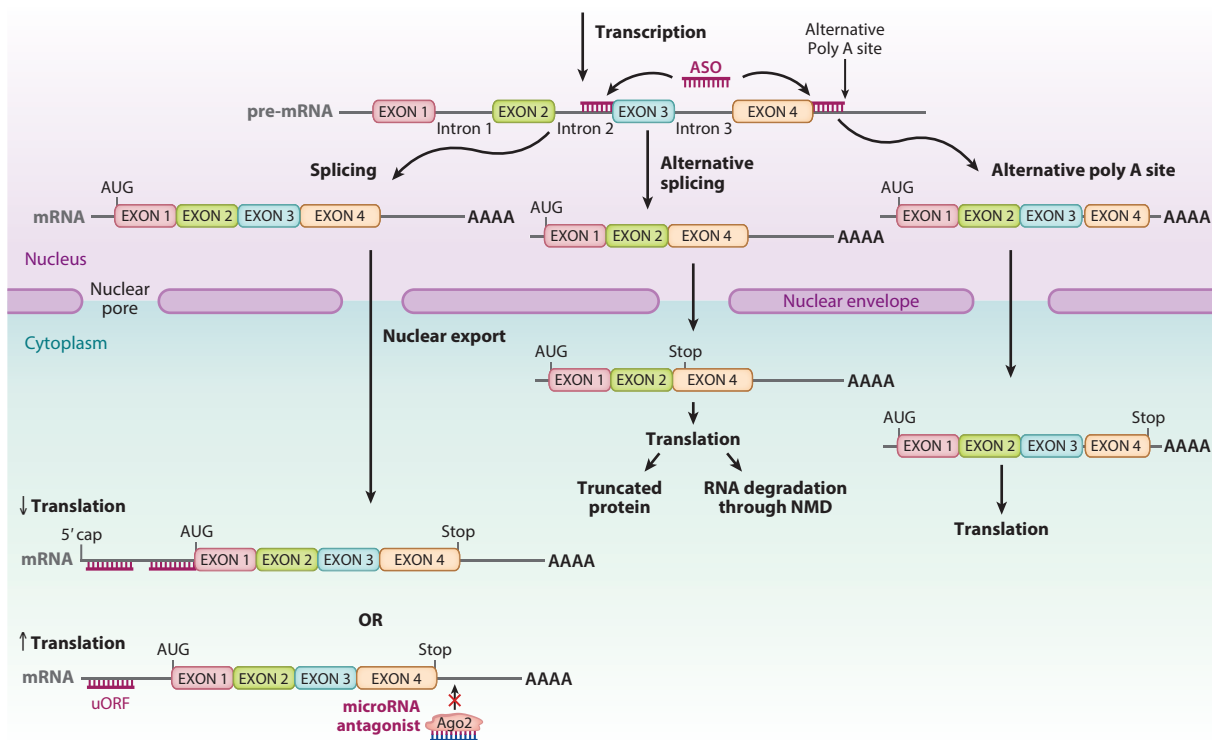 Transcription
Alternative
Poly A site
ASO
pre-mRNA
EXON 1
EXON 2
EXON 3
EXON 4
Intron 1
Intron 2
Intron 3
Splicing
Alternative
splicing
Alternative poly A site
AUG
mRNA
EXON 1
EXON 2
EXON 3
EXON 4
AAAA
AUG
EXON 1
EXON 2
EXON 4
AAAA
AUG
EXON 1
EXON 2
EXON 3
EXON 4
AAAA
Nucleus
Nuclear
pore
Nuclear envelope
Cytoplasm
Nuclear export
AUG
Stop
EXON 1
EXON 2
EXON 4
AAAA
Translation
Truncated
protein
RNA degradation
through NMD
AUG
Stop
EXON 1
EXON 2
EXON 3
EXON 4
AAAA
Translation
↓ Translation
5' cap
AUG
Stop
mRNA
EXON 1
EXON 2
EXON 3
EXON 4
AAAA
OR
↑ Translation
AUG
Stop
mRNA
EXON 1
EXON 2
EXON 3
EXON 4
AAAA
uORF
microRNA
antagonist
Ago2